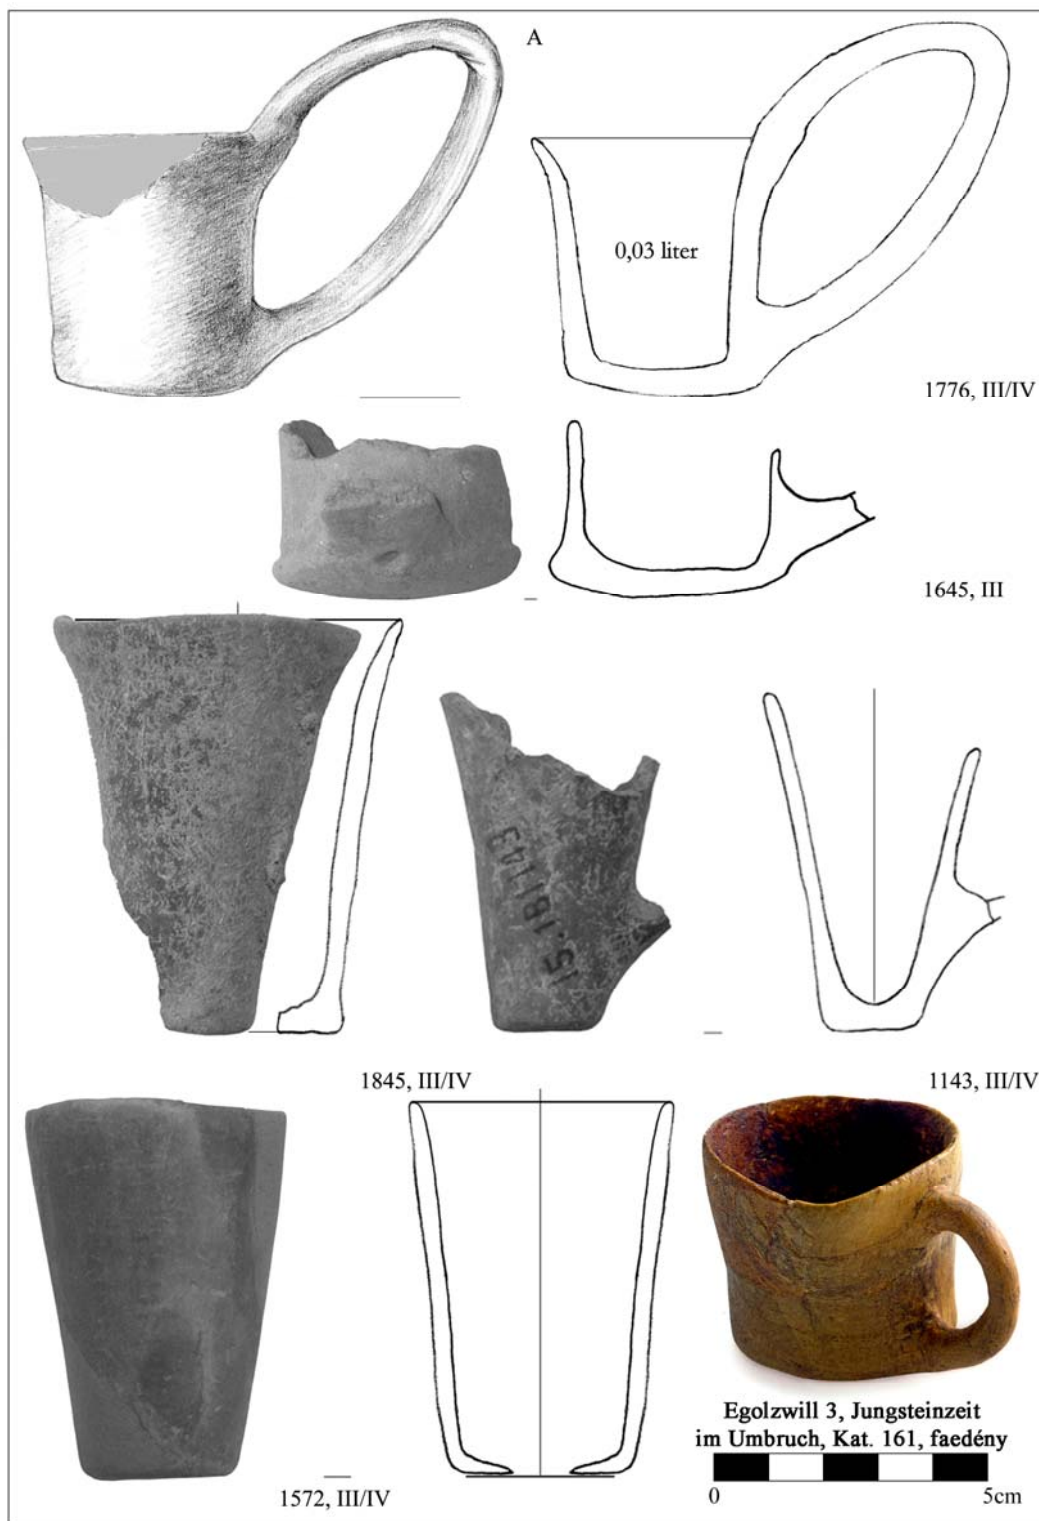 A
0,03 liter
1776, III/IV
1645, III
15.181143
1845, III/IV
1143, III/IV
1572, III/IV
Egolzwill 3, Jungsteinzeit
im Umbruch, Kat. 161, faedény
0 5cm